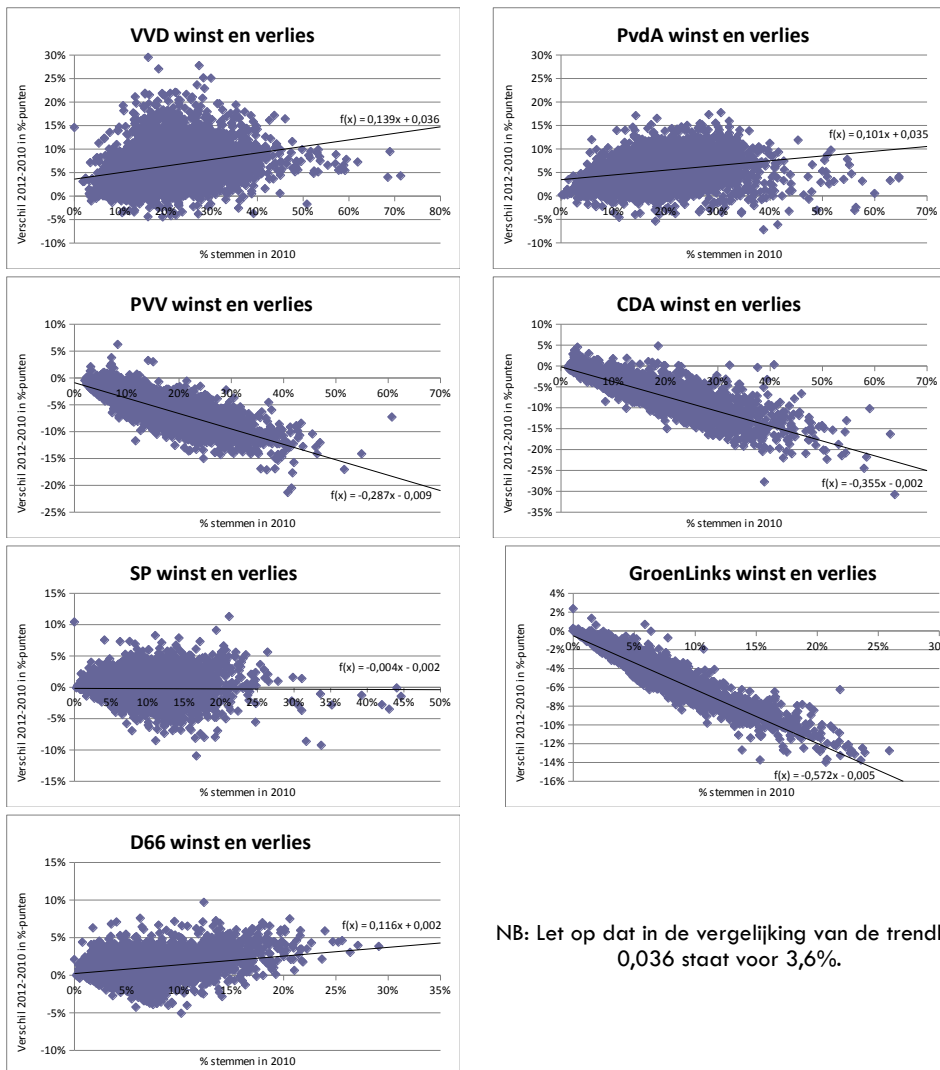 VVD winst en verlies
Verschil 2012-2010 in %-punten
30%
25%
20%
15%
10%
5%
0%
-5%
-10%
f(x) = 0,139x + 0,036
0% 10% 20% 30% 40% 50% 60% 70% 80%
% stemmen in 2010
PvdA winst en verlies
Verschil 2012-2010 in %-punten
30%
25%
20%
15%
10%
5%
0%
-5%
-10%
f(x) = 0,101x + 0,035
0% 10% 20% 30% 40% 50% 60% 70%
% stemmen in 2010
PVV winst en verlies
Verschil 2012-2010 in %-punten
10%
5%
0%
-5%
-10%
-15%
-20%
-25%
0% 10% 20% 30% 40% 50% 60% 70%
f(x) = -0,287x - 0,009
% stemmen in 2010
CDA winst en verlies
Verschil 2012-2010 in %-punten
10%
5%
0%
-5%
-10%
-15%
-20%
-25%
-30%
-35%
0% 10% 20% 30% 40% 50% 60% 70%
f(x) = -0,355x - 0,002
% stemmen in 2010
SP winst en verlies
Verschil 2012-2010 in %-punten
15%
10%
5%
0%
-5%
-10%
-15%
f(x) = -0,004x - 0,002
0% 5% 10% 15% 20% 25% 30% 35% 40% 45% 50%
% stemmen in 2010
GroenLinks winst en verlies
Verschil 2012-2010 in %-punten
4%
2%
0%
-2%
-4%
-6%
-8%
-10%
-12%
-14%
-16%
0% 5% 10% 15% 20% 25% 30%
f(x) = -0,572x - 0,005
% stemmen in 2010
D66 winst en verlies
Verschil 2012-2010 in %-punten
15%
10%
5%
0%
-5%
-10%
f(x) = 0,116x + 0,002
0% 5% 10% 15% 20% 25% 30% 35%
% stemmen in 2010
NB: Let op dat in de vergelijking van de trendl
0,036 staat voor 3,6%.